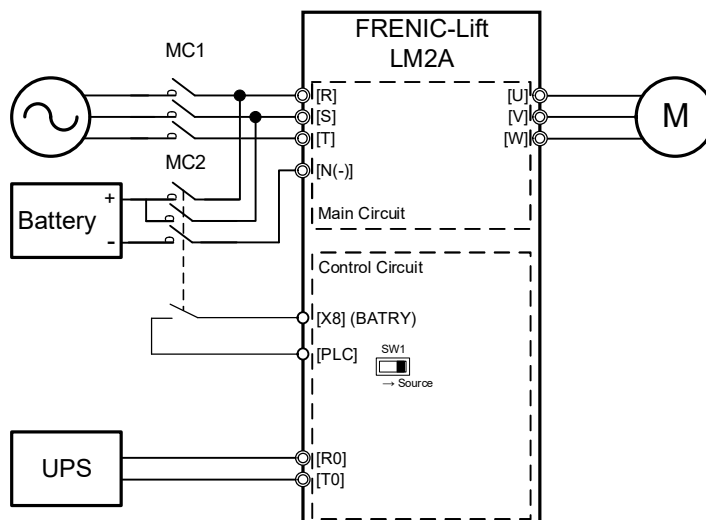 FRENIC-Lift
LM2A
MC1
[R]
[U]
[S]
[V]
[T]
[W]
M
MC2
[N(-)]
+
Battery
-
Main Circuit
Control Circuit
[X8] (BATRY)
[PLC]
SW1
→ Source
UPS
[R0]
[T0]